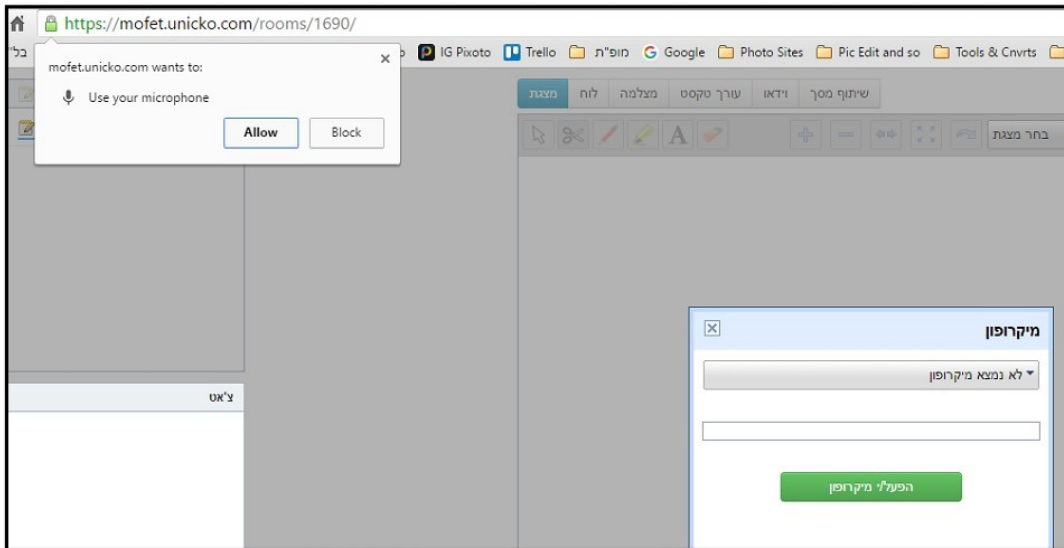 https://mofet.unicko.com/rooms/1690/
IG Pixoto Trello מופ"ת Google Photo Sites Pic Edit and so Tools & Cnvrts
mofet.unicko.com wants to:
Use your microphone
Allow Block
מצגת לוח מצלמה עורך טקסט וידאו שיתוף מסך
A בחר מצגת
מיקרופון
לא נמצא מיקרופון
צ'אט
הפעל/י מיקרופון